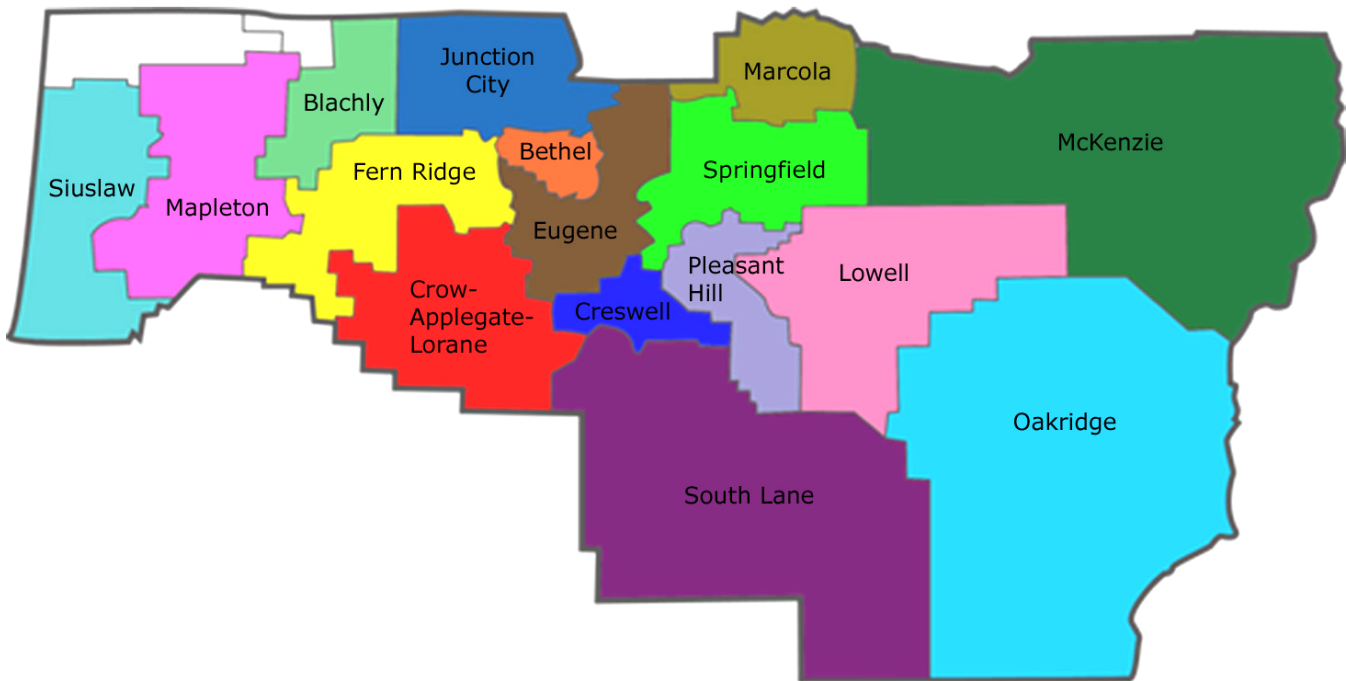 Junction
City
Marcola
Blachly
McKenzie
Bethel
Fern Ridge
Springfield
Siuslaw
Mapleton
Eugene
Pleasant
Hill
Lowell
Crow-
Applegate-
Lorane
Creswell
Oakridge
South Lane